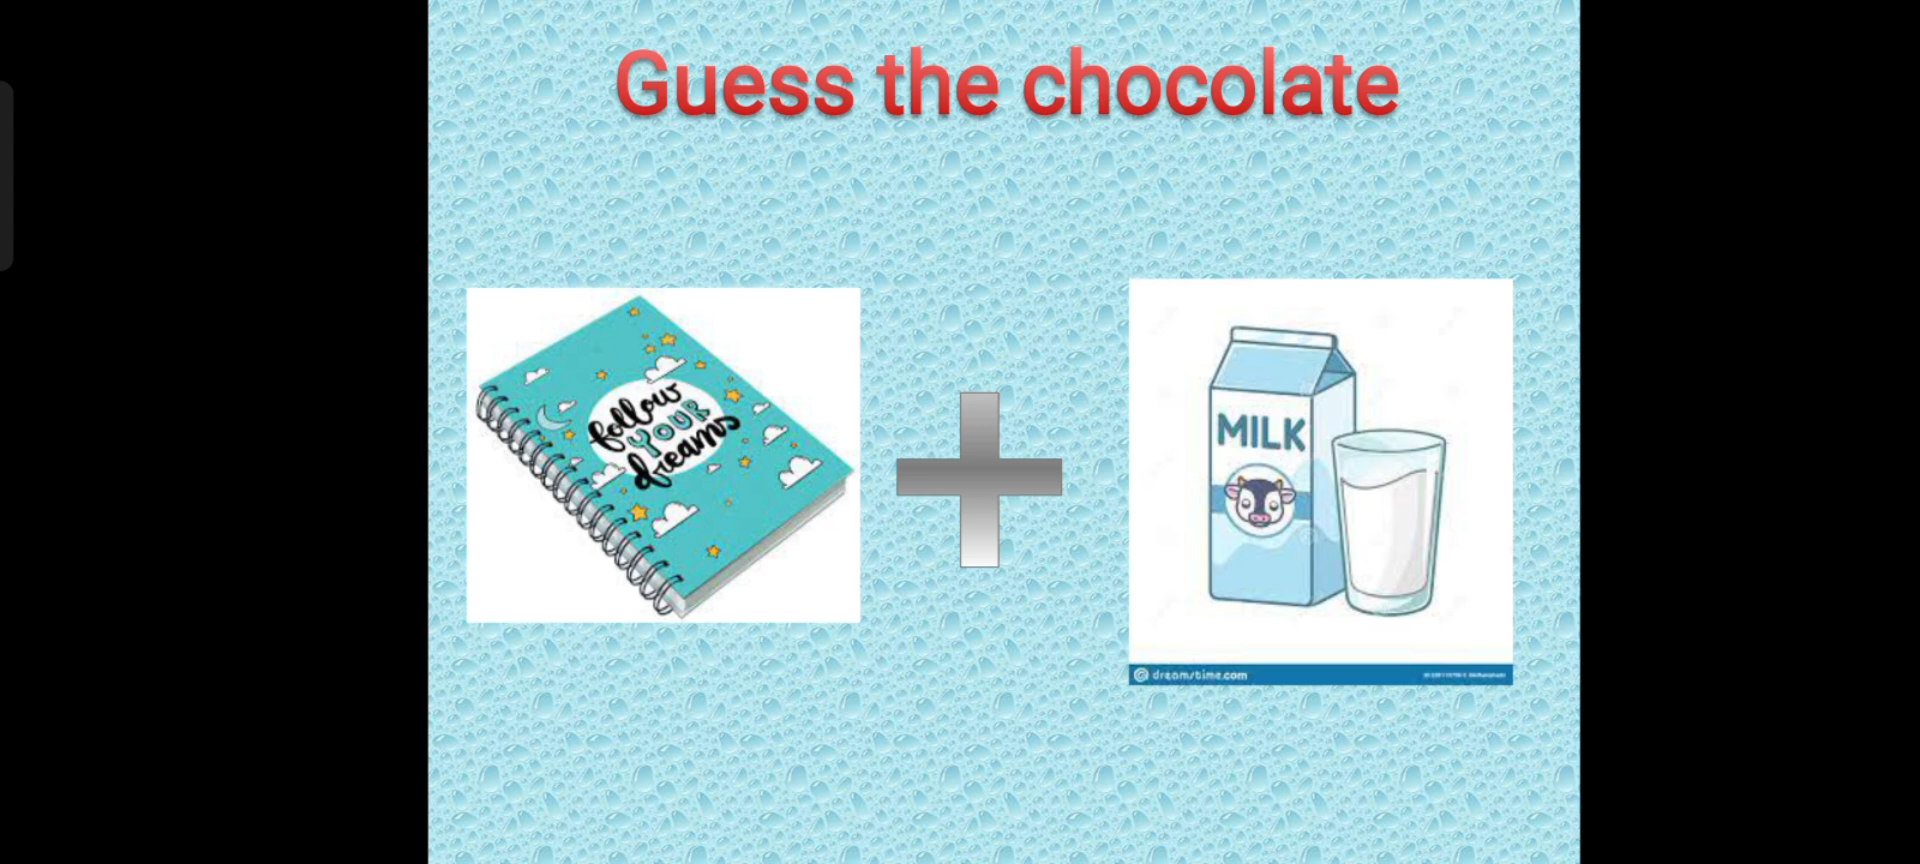 Guess the chocolate
follow
YOUR
dreams
MILK
dreamstime.com